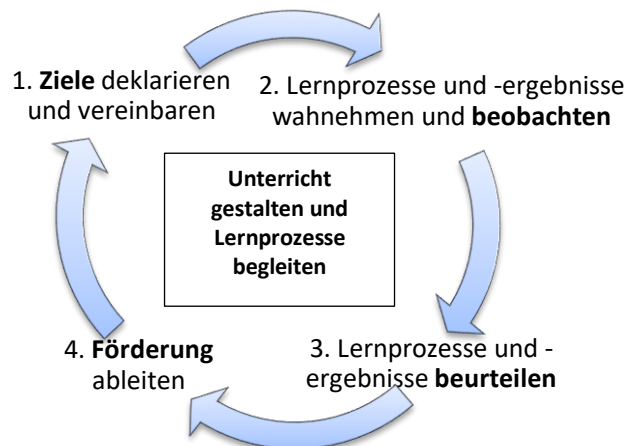 1. Ziele deklarieren
und vereinbaren
2. Lernprozesse und -ergebnisse
wahnehmen und beobachten
Unterricht
gestalten und
Lernprozesse
begleiten
3. Lernprozesse und -
ergebnisse beurteilen
4. Förderung
ableiten